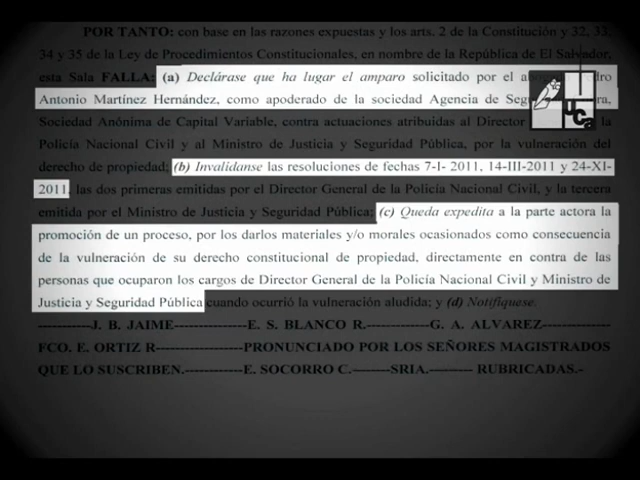 POR TANTO: con base en las razones expuestas y los arts. 2 de la Constitución y 32, 33,
34 y 35 de la Ley de Procedimientos Constitucionales, en nombre de la República de El Salvador,
esta Sala FALLA: (a) Declárase que ha lugar el amparo solicitado por el
Antonio Martínez Hernández, como apoderado de la sociedad Agencia de
Sociedad Anónima de Capital Variable, contra actuaciones atribuidas al Director la
Policía Nacional Civil y al Ministro de Justicia y Seguridad Pública, por la vulneración del
derecho de propiedad; (b) Invalídanse las resoluciones de fechas 7-I- 2011, 14-III-2011 y 24-XI-
2011, las dos primeras emitidas por el Director General de la Policía Nacional Civil, y la tercera
emitida por el Ministro de Justicia y Seguridad Pública; (c) Queda expedita a la parte actora la
promoción de un proceso, por los darlos materiales y/o morales ocasionados como consecuencia
de la vulneración de su derecho constitucional de propiedad, directamente en contra de las
personas que ocuparon los cargos de Director General de la Policía Nacional Civil y Ministro de
Justicia y Seguridad Pública cuando ocurrió la vulneración aludida; y (d) Notifíquese.
-----------J. B. JAIME---------------E. S. BLANCO R.-------------G. A. ALVAREZ--------------
FCO. E. ORTIZ R------------------PRONUNCIADO POR LOS SEÑORES MAGISTRADOS
QUE LO SUSCRIBEN.------------E. SOCORRO C.--------SRIA.--------- RUBRICADAS.-
UCa